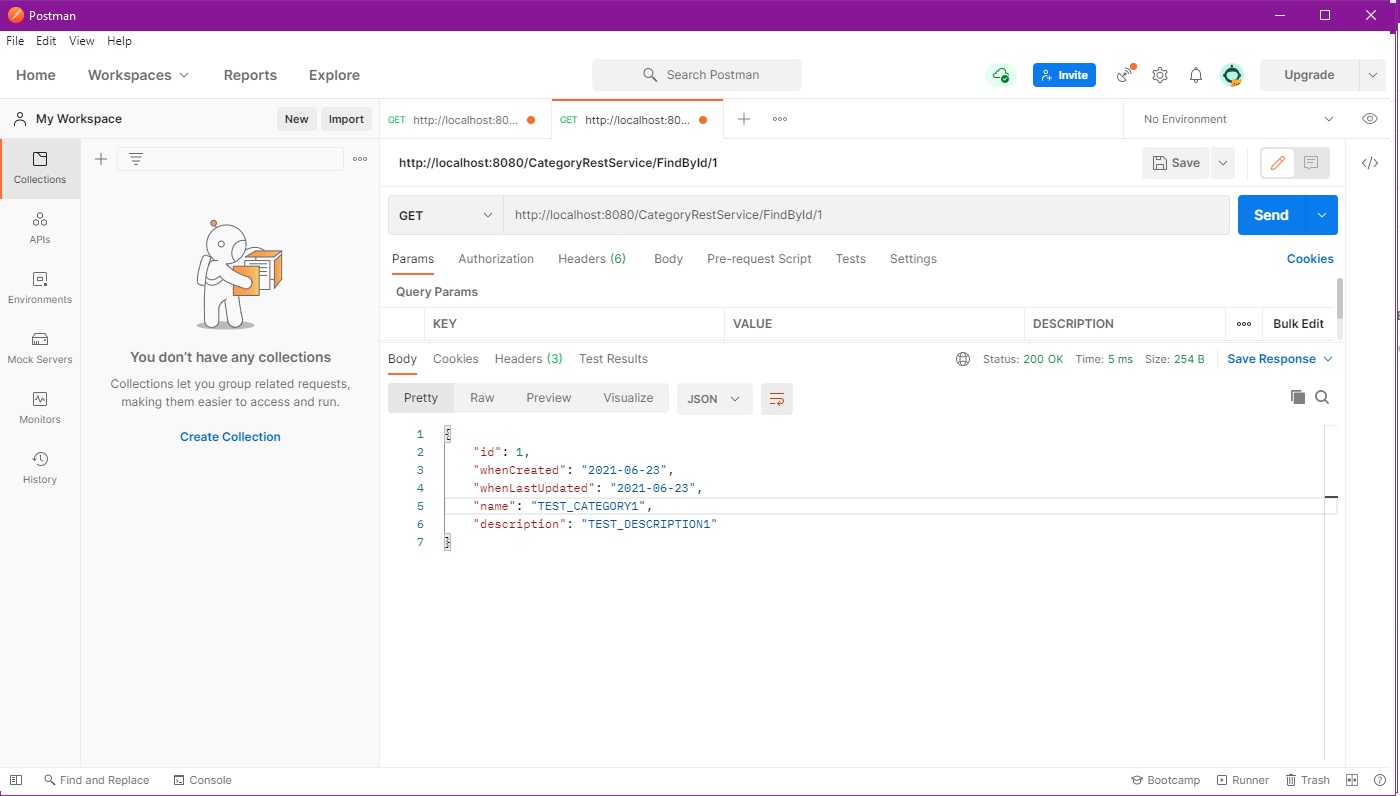 Postman
File Edit View Help
Home Workspaces Reports Explore Search Postman Invite Upgrade
My Workspace New Import
GET http://localhost:80... GET http://localhost:80... No Environment
Collections
APIs
Environments
Mock Servers
Monitors
History
You don’t have any collections
Collections let you group related requests,
making them easier to access and run.
Create Collection
http://localhost:8080/CategoryRestService/FindById/1 Save
GET http://localhost:8080/CategoryRestService/FindById/1 Send
Params Authorization Headers (6) Body Pre-request Script Tests Settings Cookies
Query Params
KEY VALUE DESCRIPTION Bulk Edit
Body Cookies Headers (3) Test Results Status: 200 OK Time: 5 ms Size: 254 B Save Response
Pretty Raw Preview Visualize JSON
1 {
2 "id": 1,
3 "whenCreated": "2021-06-23",
4 "whenLastUpdated": "2021-06-23",
5 "name": "TEST_CATEGORY1",
6 "description": "TEST_DESCRIPTION1"
7 }
Find and Replace Console Bootcamp Runner Trash